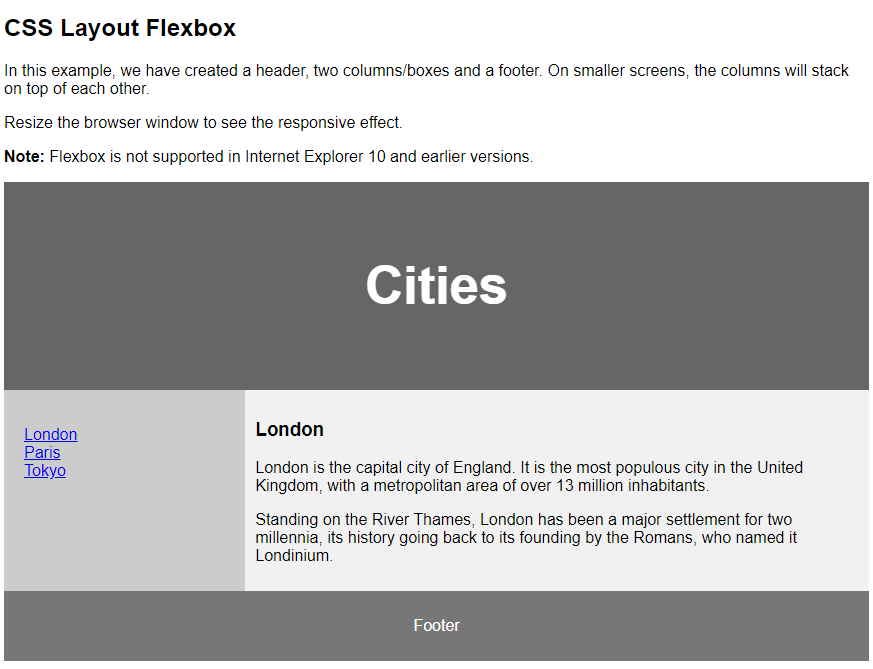 CSS Layout Flexbox
In this example, we have created a header, two columns/boxes and a footer. On smaller screens, the columns will stack
on top of each other.
Resize the browser window to see the responsive effect.
Note: Flexbox is not supported in Internet Explorer 10 and earlier versions.
Cities
London
Paris
Tokyo
London
London is the capital city of England. It is the most populous city in the United
Kingdom, with a metropolitan area of over 13 million inhabitants.
Standing on the River Thames, London has been a major settlement for two
millennia, its history going back to its founding by the Romans, who named it
Londinium.
Footer